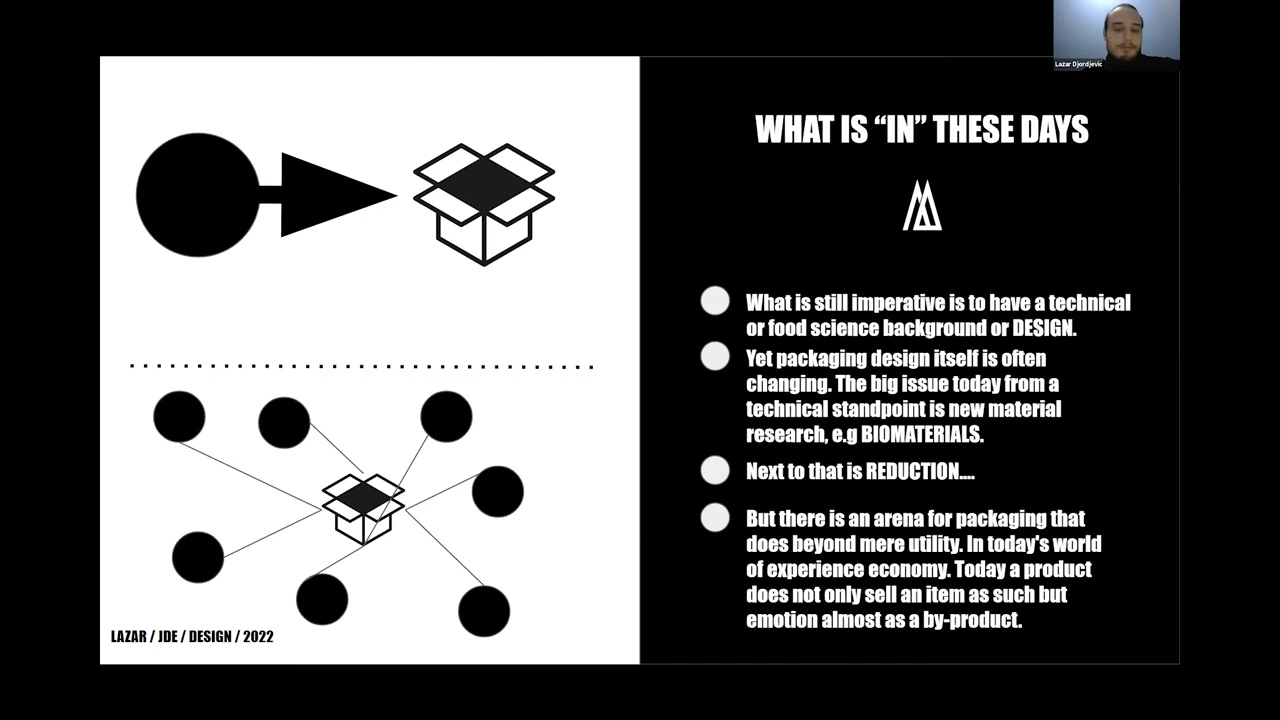 Lazar Djordjevic
WHAT IS “IN” THESE DAYS
What is still imperative is to have a technical
or food science background or DESIGN.
Yet packaging design itself is often
changing. The big issue today from a
technical standpoint is new material
research, e.g BIOMATERIALS.
Next to that is REDUCTION....
But there is an arena for packaging that
does beyond mere utility. In today's world
of experience economy. Today a product
does not only sell an item as such but
emotion almost as a by-product.
LAZAR / JDE / DESIGN / 2022